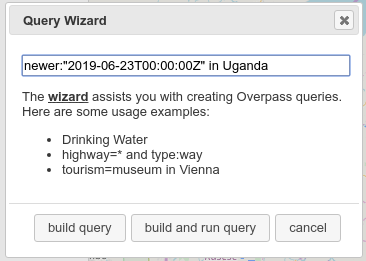 Query Wizard
newer:"2019-06-23T00:00:00Z" in Uganda
The wizard assists you with creating Overpass queries.
Here are some usage examples:
Drinking Water
highway=* and type:way
tourism=museum in Vienna
build query
build and run query
cancel